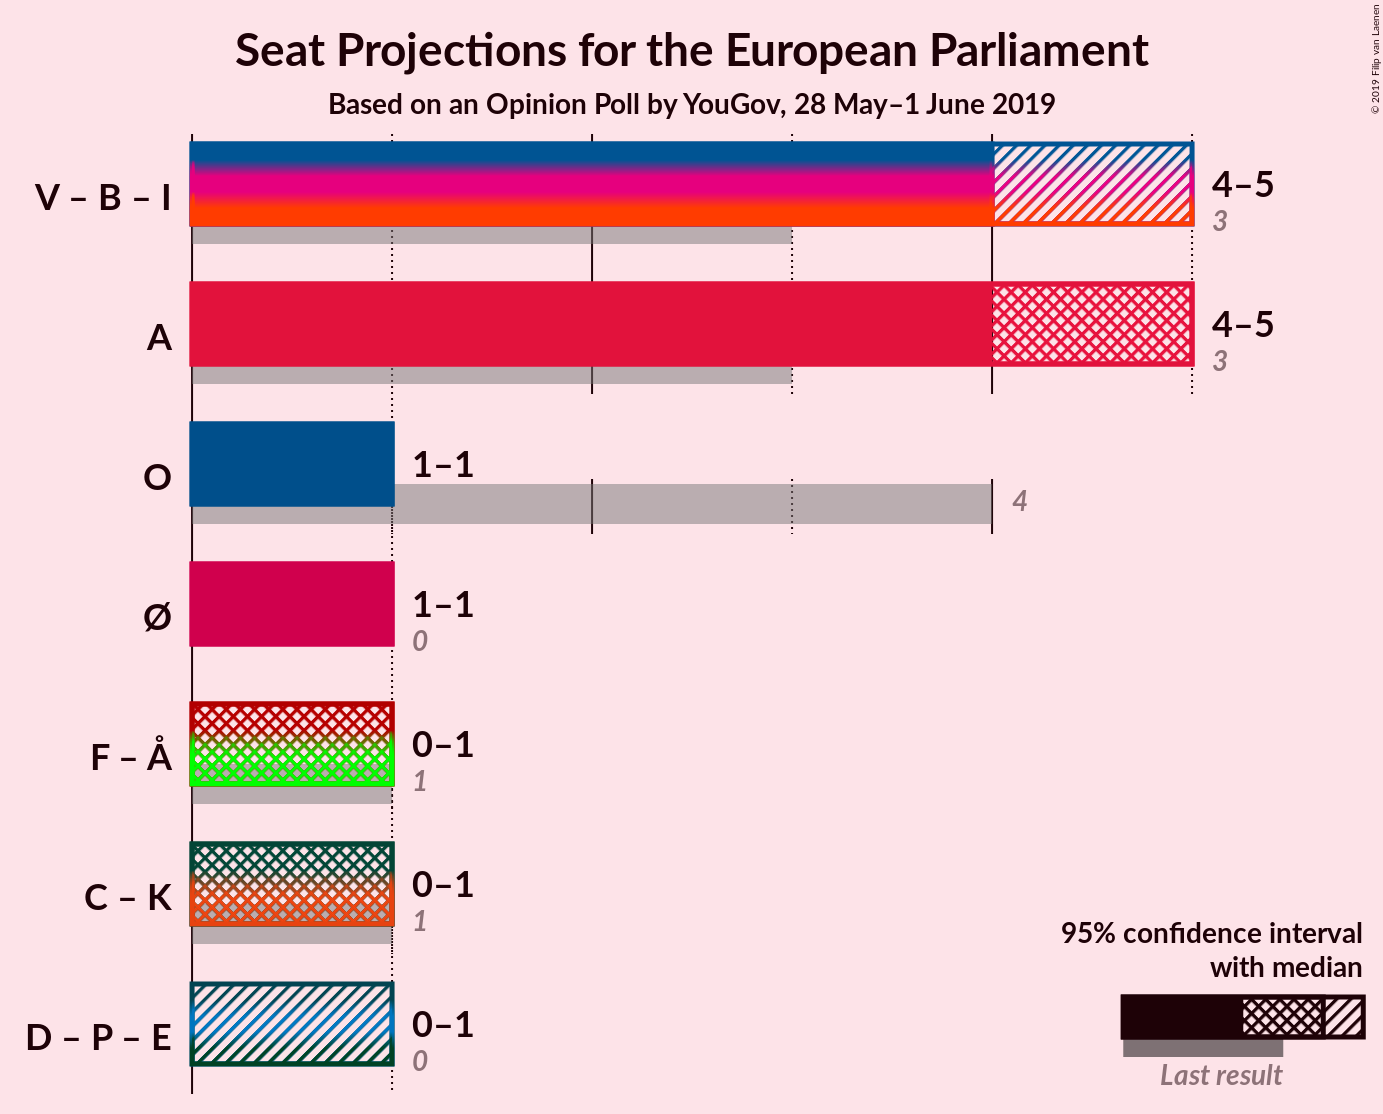 Seat Projections for the European Parliament
Based on an Opinion Poll by YouGov, 28 May–1 June 2019
© 2019 Filip van Laenen
V – B – I
4–5
3
A
4–5
3
O
1–1
4
Ø
1–1
0
F – Å
0–1
1
C – K
0–1
1
D – P – E
0–1
0
95% confidence interval
with median
Last result